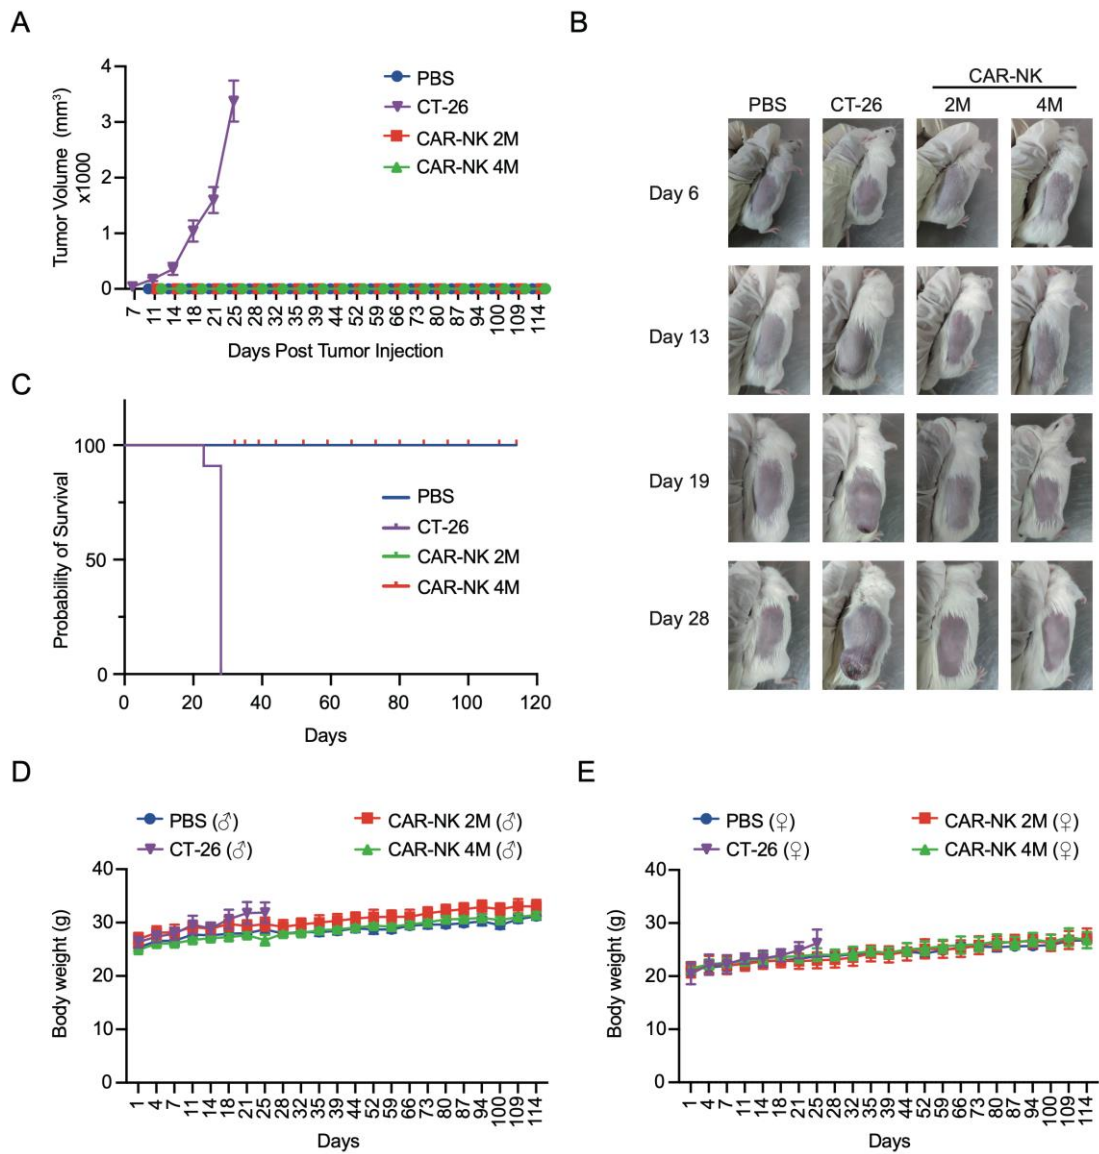 A
Tumor Volume (mm³)
x1000
4
3
2
1
0
7 11 14 18 21 25 28 32 35 39 44 52 59 66 73 80 87 94 100 109 114
Days Post Tumor Injection
PBS
CT-26
CAR-NK 2M
CAR-NK 4M
B
CAR-NK
PBS CT-26 2M 4M
Day 6
Day 13
Day 19
Day 28
C
Probability of Survival
100
50
0
0 20 40 60 80 100 120
Days
PBS
CT-26
CAR-NK 2M
CAR-NK 4M
D
PBS (♂) CAR-NK 2M (♂)
CT-26 (♂) CAR-NK 4M (♂)
Body weight (g)
40
30
20
10
0
1 4 7 11 14 18 21 25 28 32 35 39 44 52 59 66 73 80 87 94 100 109 114
Days
E
PBS (♀) CAR-NK 2M (♀)
CT-26 (♀) CAR-NK 4M (♀)
Body weight (g)
40
30
20
10
0
1 4 7 11 14 18 21 25 28 32 35 39 44 52 59 66 73 80 87 94 100 109 114
Days